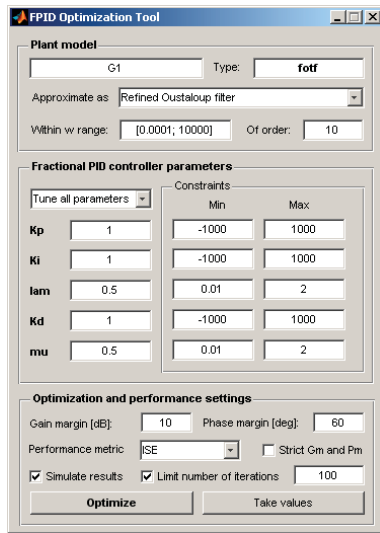 FPID Optimization Tool
Plant model
G1 Type: fotf
Approximate as Refined Oustaloup filter
Within w range: [0.0001; 10000] Of order: 10
Fractional PID controller parameters
Constraints
Tune all parameters Min Max
Kp 1 -1000 1000
Ki 1 -1000 1000
lam 0.5 0.01 2
Kd 1 -1000 1000
mu 0.5 0.01 2
Optimization and performance settings
Gain margin [dB]: 10 Phase margin [deg]: 60
Performance metric ISE Strict Gm and Pm
Simulate results Limit number of iterations 100
Optimize Take values